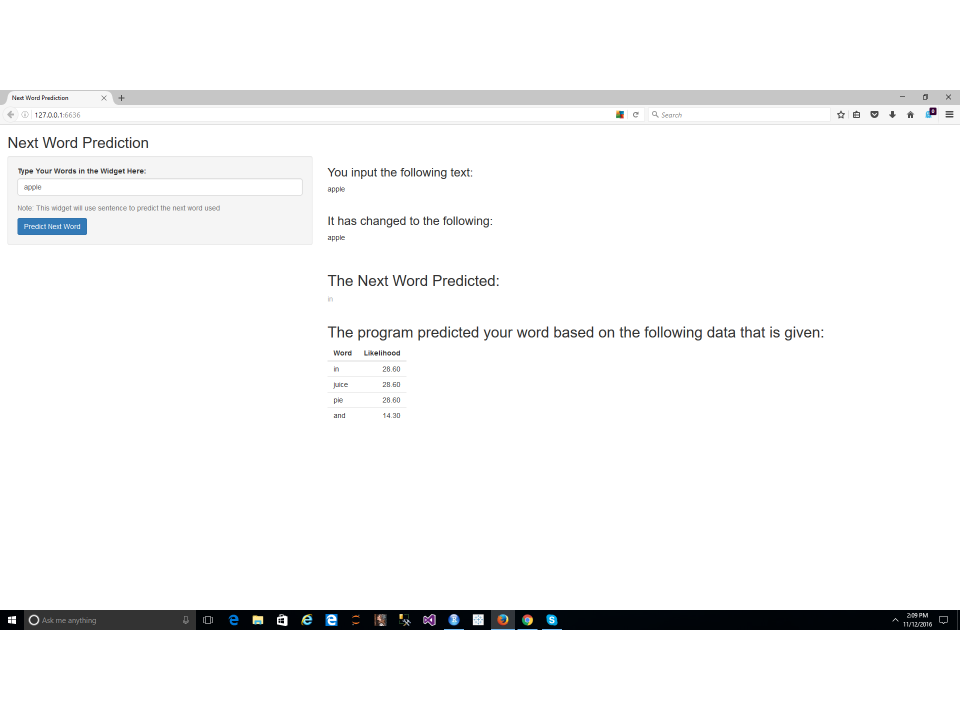 Next Word Prediction
127.0.0.1:6636
Search
Next Word Prediction
Type Your Words in the Widget Here:
apple
Note: This widget will use sentence to predict the next word used
Predict Next Word
You input the following text:
apple
It has changed to the following:
apple
The Next Word Predicted:
in
The program predicted your word based on the following data that is given:
Word Likelihood
in 28.60
juice 28.60
pie 28.60
and 14.30
Ask me anything
2:09 PM
11/12/2016